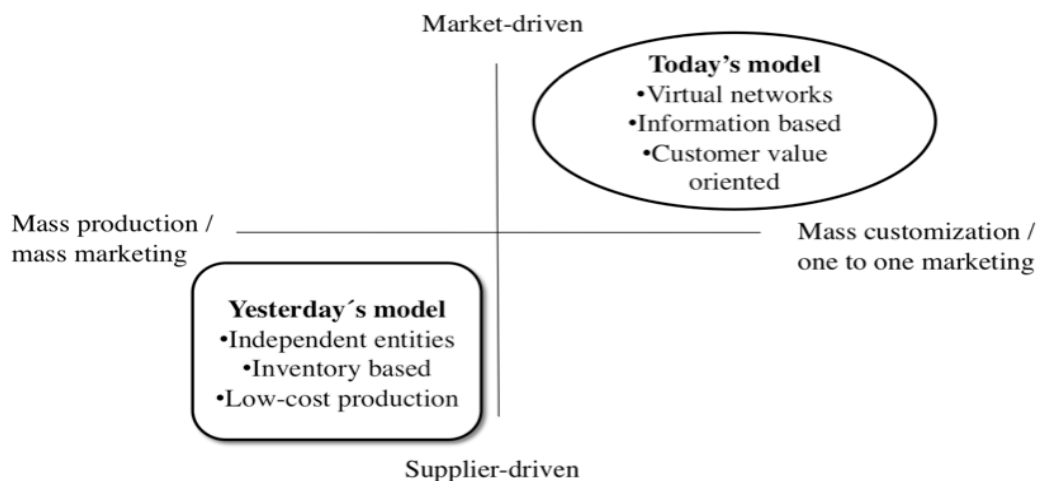 Market-driven
Today's model
•Virtual networks
•Information based
•Customer value
oriented
Mass production /
mass marketing
Mass customization /
one to one marketing
Yesterday´s model
•Independent entities
•Inventory based
•Low-cost production
Supplier-driven